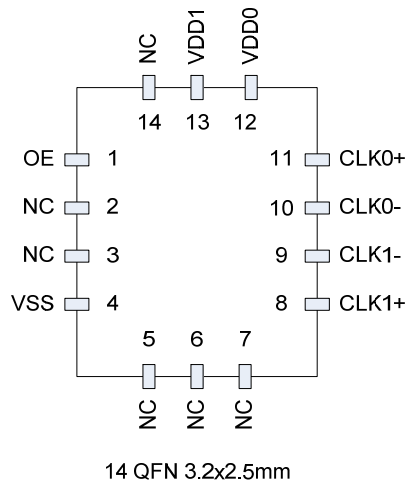 NC VDD1 VDD0
14 13 12
OE 1 11 CLK0+
NC 2 10 CLK0-
NC 3 9 CLK1-
VSS 4 8 CLK1+
5 6 7
NC NC NC
14 QFN 3.2x2.5mm